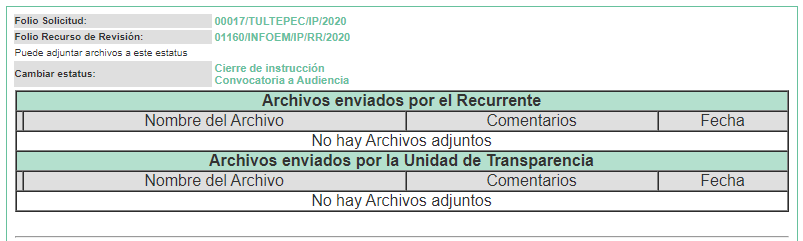 Folio Solicitud: 00017/TULTEPEC/IP/2020
Folio Recurso de Revisión: 01160/INFOEM/IP/RR/2020
Puede adjuntar archivos a este estatus
Cambiar estatus: Cierre de instrucción
Convocatoria a Audiencia
Archivos enviados por el Recurrente
Nombre del Archivo Comentarios Fecha
No hay Archivos adjuntos
Archivos enviados por la Unidad de Transparencia
Nombre del Archivo Comentarios Fecha
No hay Archivos adjuntos